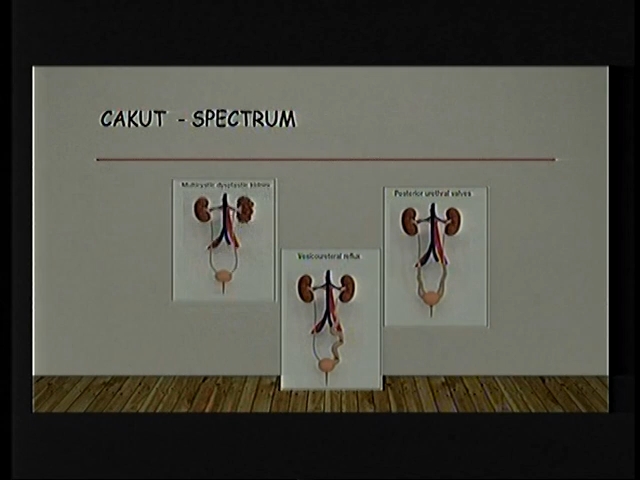 CAKUT - SPECTRUM
Multicystic dysplastic kidney
Posterior urethral valves
Vesicoureteral reflux